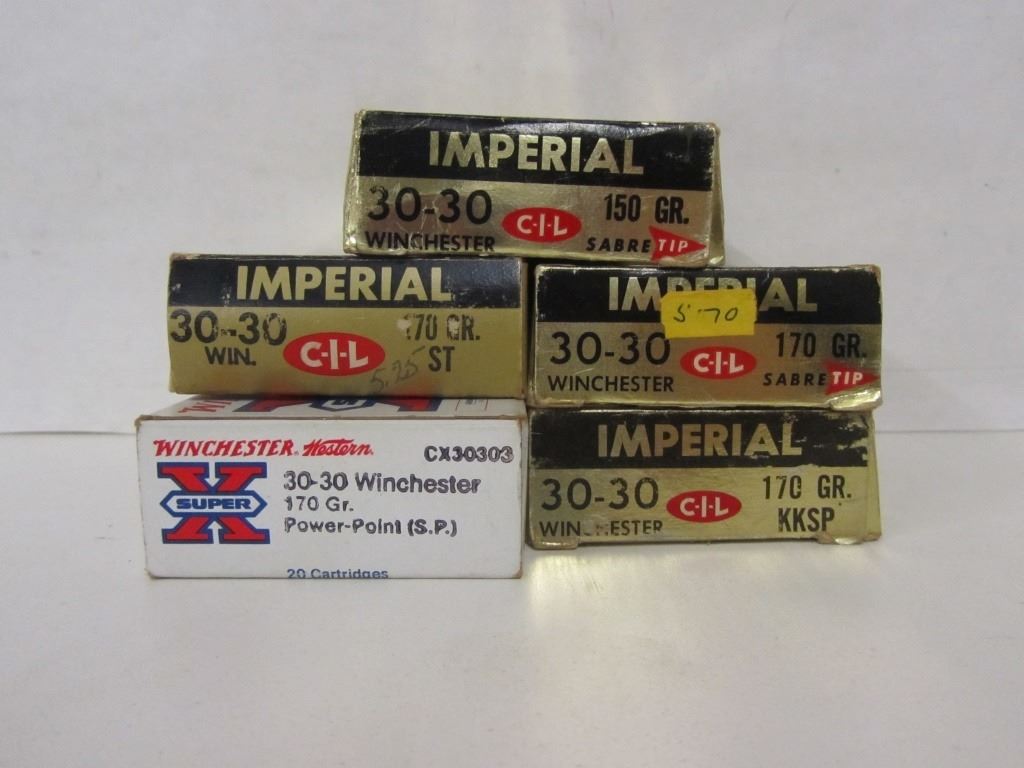 IMPERIAL
30-30 C-I-L 150 GR.
WINCHESTER SABRE TIP
IMPERIAL
30-30 C-I-L 170 GR.
WIN. 5.25 ST
IMPERIAL
5.70
30-30 C-I-L 170 GR.
WINCHESTER SABRE TIP
WINCHESTER Western CX30303
SUPER X
30-30 Winchester
170 Gr.
Power-Point (S.P.)
20 Cartridges
IMPERIAL
30-30 C-I-L 170 GR.
WINCHESTER KKSP